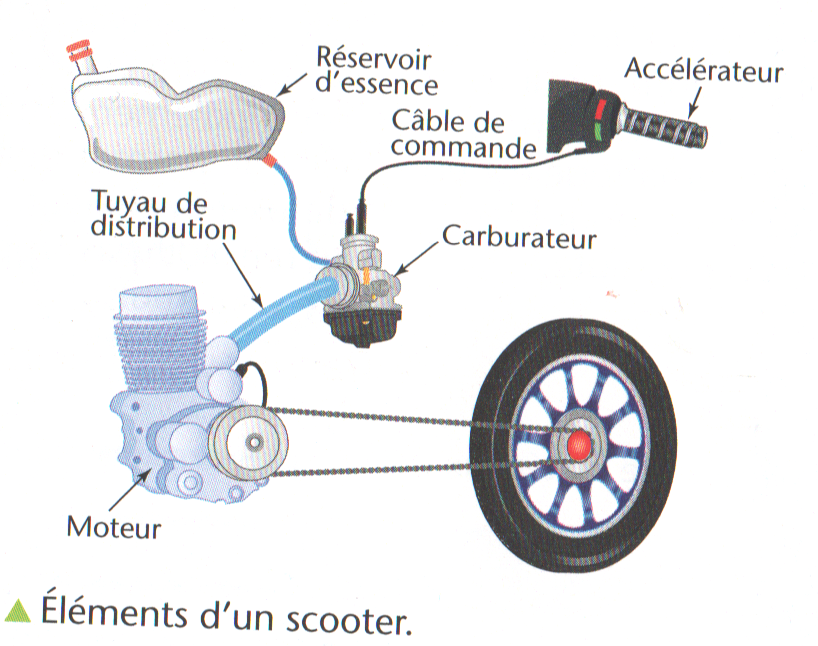 Réservoir
d'essence
Accélérateur
Câble de
commande
Tuyau de
distribution
Carburateur
Moteur
Éléments d'un scooter.